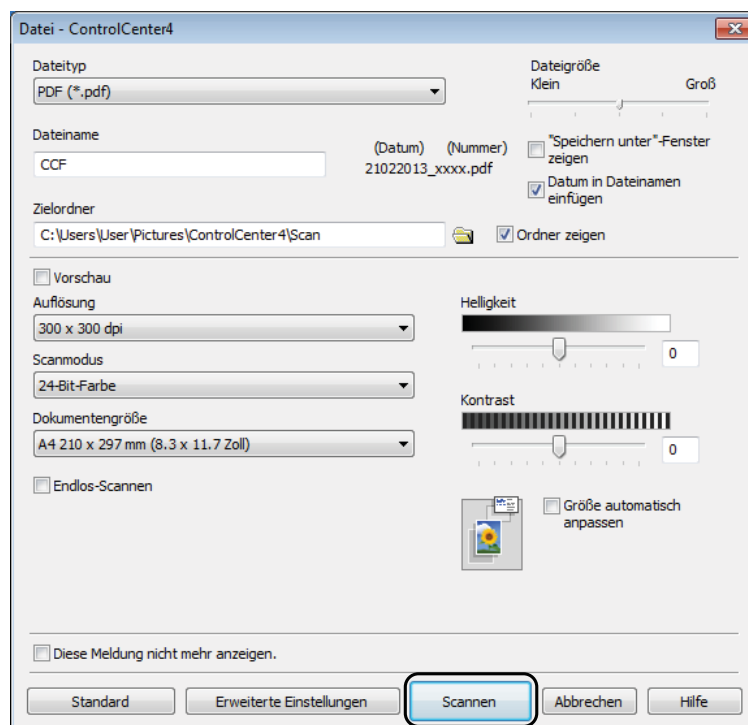 Datei - ControlCenter4
Dateityp
PDF (*.pdf)
Dateigröße
Klein Groß
Dateiname
CCF
(Datum) (Nummer)
21022013_xxxx.pdf
"Speichern unter"-Fenster
zeigen
Datum in Dateinamen
einfügen
Zielordner
C:\Users\User\Pictures\ControlCenter4\Scan
Ordner zeigen
Vorschau
Auflösung
300 x 300 dpi
Scanmodus
24-Bit-Farbe
Dokumentengröße
A4 210 x 297 mm (8.3 x 11.7 Zoll)
Endlos-Scannen
Helligkeit
0
Kontrast
0
Größe automatisch
anpassen
Diese Meldung nicht mehr anzeigen.
Standard Erweiterte Einstellungen Scannen Abbrechen Hilfe